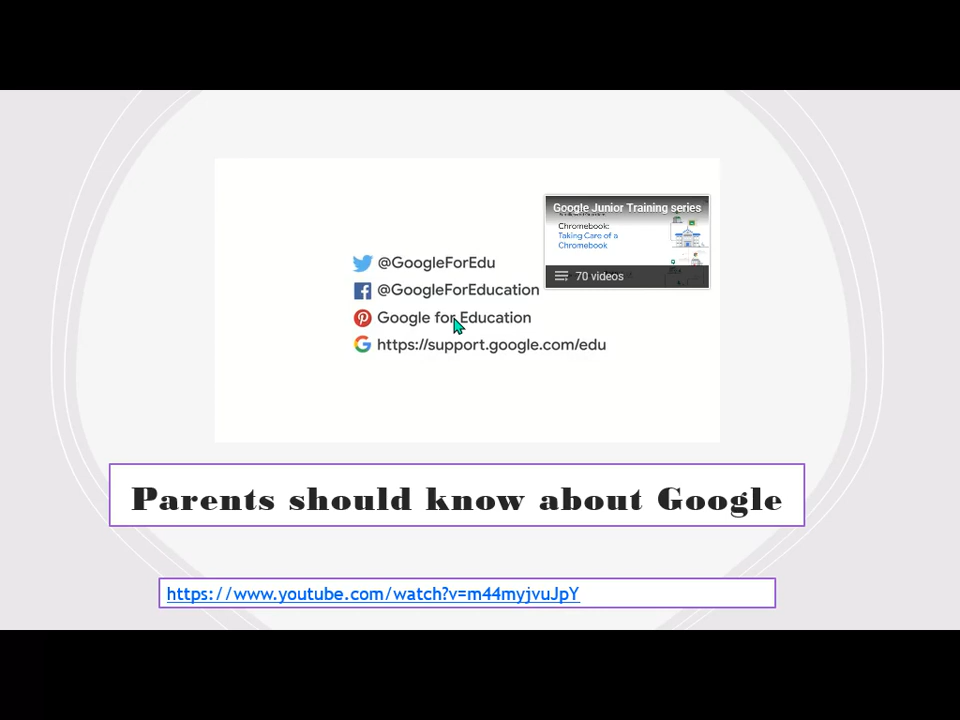 Google Junior Training series
Chromebook:
Taking Care of a
Chromebook
70 videos
@GoogleForEdu
@GoogleForEducation
Google for Education
https://support.google.com/edu
Parents should know about Google
https://www.youtube.com/watch?v=m44myjvuJpY